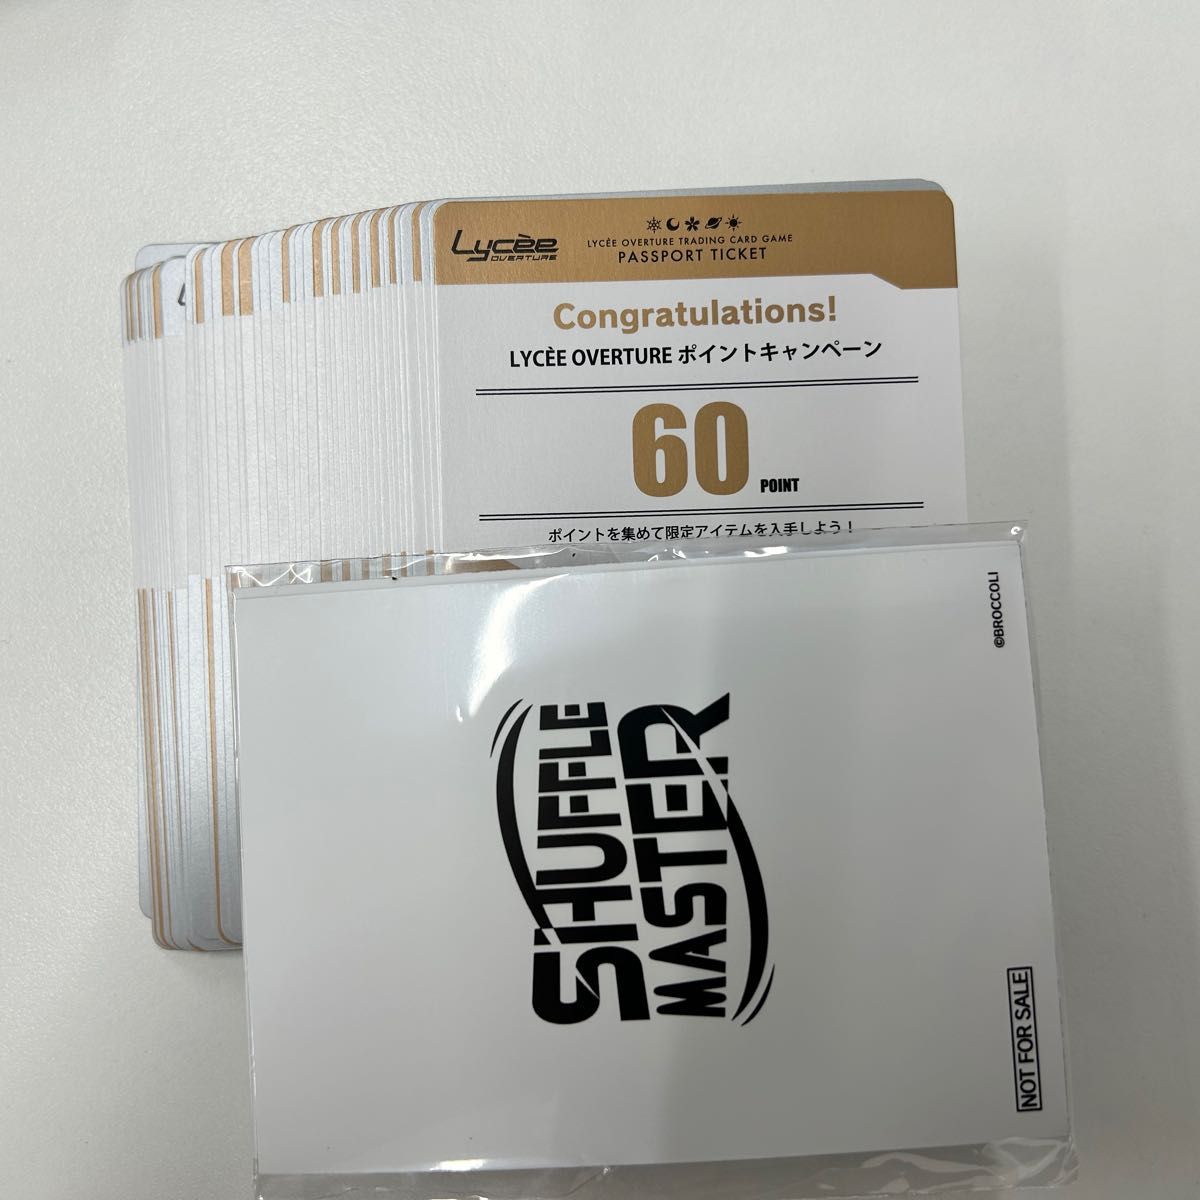 Lycèe
OVERTURE
LYCÈE OVERTURE TRADING CARD GAME
PASSPORT TICKET
Congratulations!
LYCÈE OVERTURE ポイントキャンペーン
60 POINT
ポイントを集めて限定アイテムを入手しよう！
©BROCCOLI
SHUFFLE
MASTER
NOT FOR SALE